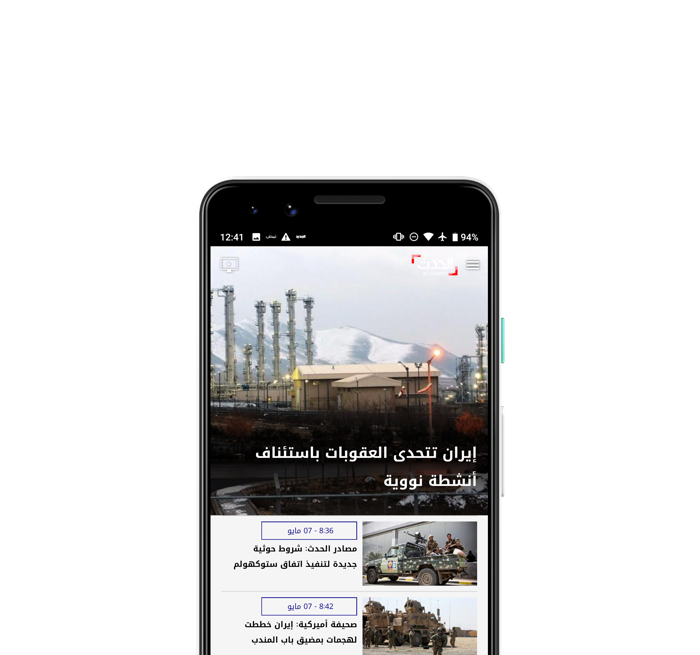 12:41
94%
الحدث
إيران تتحدى العقوبات باستئناف
أنشطة نووية
8:36 - 07 مايو
مصادر الحدث: شروط حوثية
جديدة لتنفيذ اتفاق ستوكهولم
8:42 - 07 مايو
صحيفة أميركية: إيران خططت
لهجمات بمضيق باب المندب